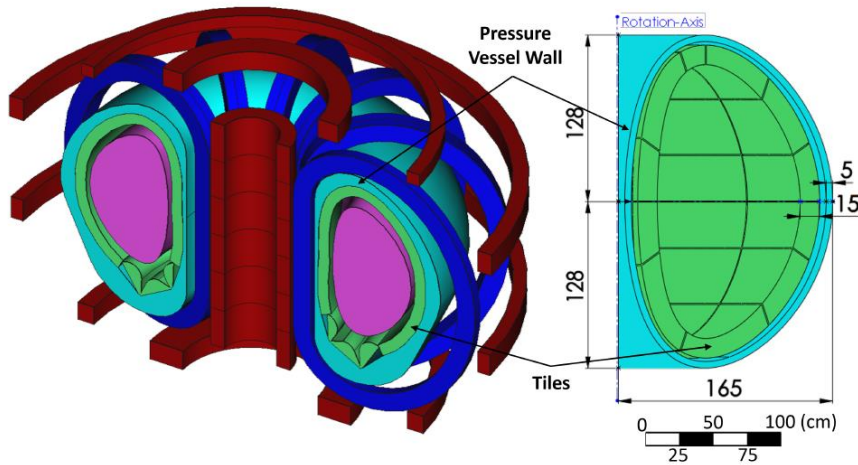 Pressure
Vessel Wall
Rotation-Axis
128
5
15
128
Tiles
165
0 50 100 (cm)
25 75